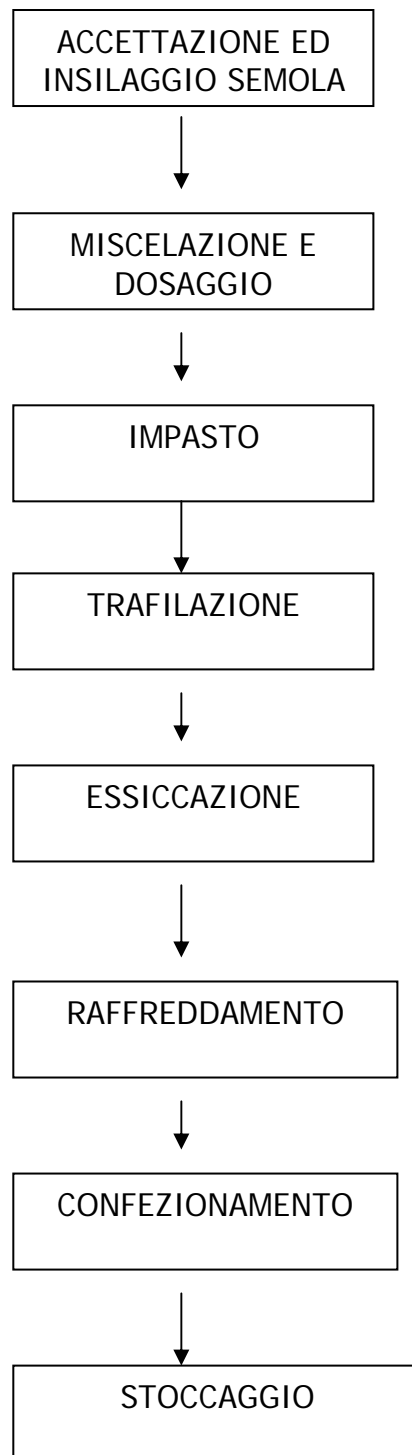 ACCETTAZIONE ED
INSILAGGIO SEMOLA
MISCELAZIONE E
DOSAGGIO
IMPASTO
TRAFILAZIONE
ESSICCAZIONE
RAFFREDDAMENTO
CONFEZIONAMENTO
STOCCAGGIO